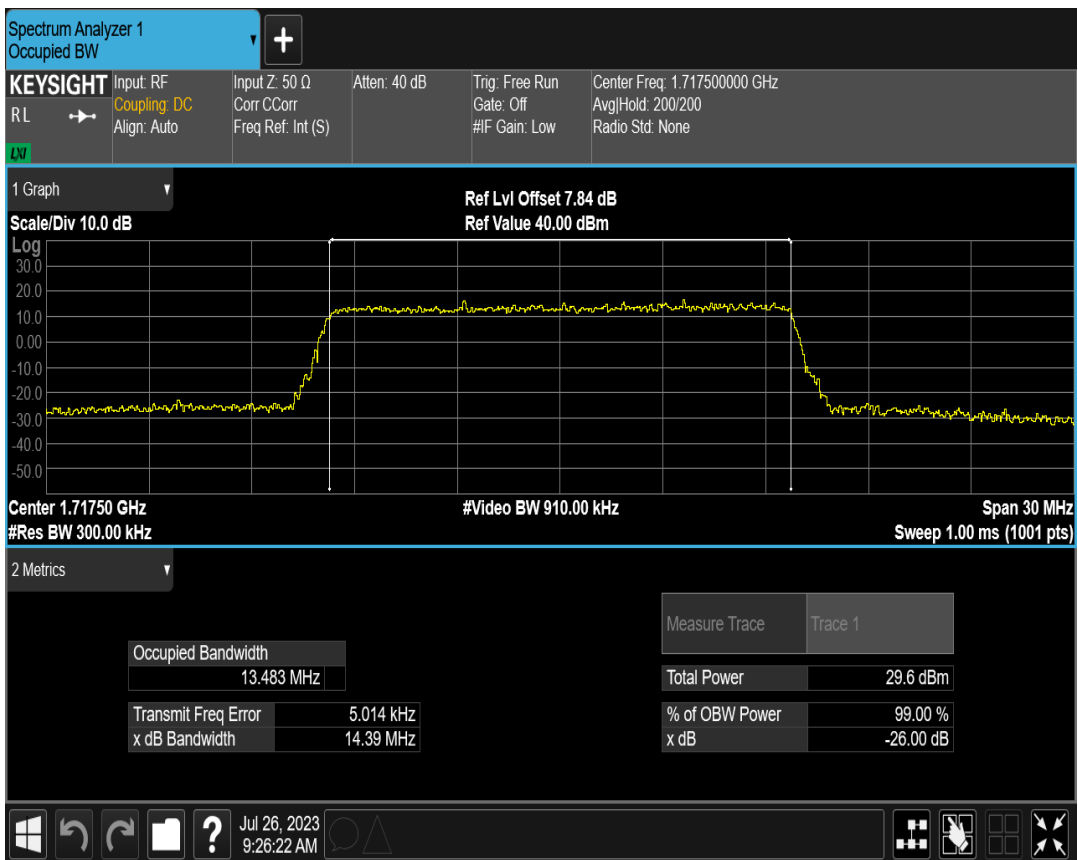 Spectrum Analyzer 1
Occupied BW
+
KEYSIGHT Input: RF Input Z: 50 Ω Atten: 40 dB Trig: Free Run Center Freq: 1.717500000 GHz
RL Coupling: DC Corr CCorr Gate: Off Avg|Hold: 200/200
Align: Auto Freq Ref: Int (S) #IF Gain: Low Radio Std: None
LXI
1 Graph
Ref Lvl Offset 7.84 dB
Scale/Div 10.0 dB Ref Value 40.00 dBm
Log
30.0
20.0
10.0
0.00
-10.0
-20.0
-30.0
-40.0
-50.0
Center 1.71750 GHz #Video BW 910.00 kHz Span 30 MHz
#Res BW 300.00 kHz Sweep 1.00 ms (1001 pts)
2 Metrics
Measure Trace Trace 1
Occupied Bandwidth
13.483 MHz Total Power 29.6 dBm
Transmit Freq Error 5.014 kHz % of OBW Power 99.00 %
x dB Bandwidth 14.39 MHz x dB -26.00 dB
? Jul 26, 2023
9:26:22 AM